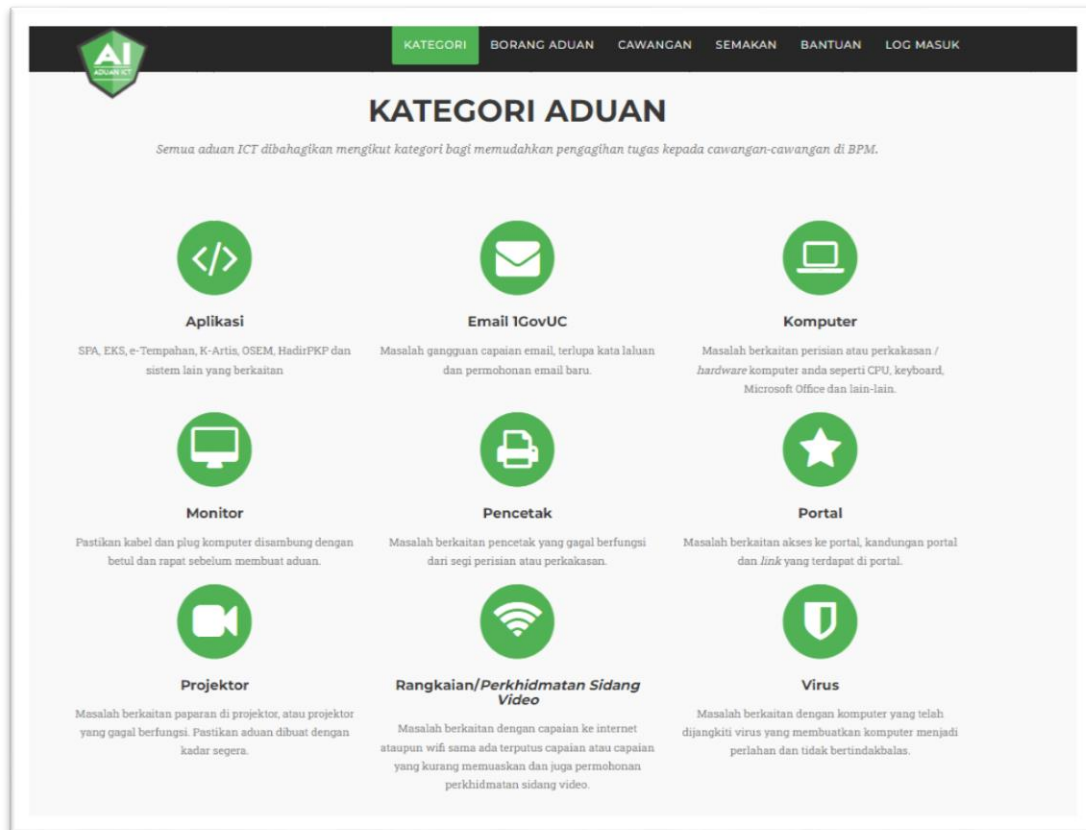 AI
ADUAN ICT
KATEGORI BORANG ADUAN CAWANGAN SEMAKAN BANTUAN LOG MASUK
KATEGORI ADUAN
Semua aduan ICT dibahagikan mengikut kategori bagi memudahkan pengagihan tugas kepada cawangan-cawangan di BPM.
Aplikasi
SPA, EKS, e-Tempahan, K-Artis, OSEM, HadirPKP dan
sistem lain yang berkaitan
Email 1GovUC
Masalah gangguan capaian email, terlupa kata laluan
dan permohonan email baru.
Komputer
Masalah berkaitan perisian atau perkakasan /
hardware komputer anda seperti CPU, keyboard,
Microsoft Office dan lain-lain.
Monitor
Pastikan kabel dan plug komputer disambung dengan
betul dan rapat sebelum membuat aduan.
Pencetak
Masalah berkaitan pencetak yang gagal berfungsi
dari segi perisian atau perkakasan.
Portal
Masalah berkaitan akses ke portal, kandungan portal
dan link yang terdapat di portal.
Projektor
Masalah berkaitan paparan di projektor, atau projektor
yang gagal berfungsi. Pastikan aduan dibuat dengan
kadar segera.
Rangkaian/Perkhidmatan Sidang
Video
Masalah berkaitan dengan capaian ke internet
ataupun wifi sama ada terputus capaian atau capaian
yang kurang memuaskan dan juga permohonan
perkhidmatan sidang video.
Virus
Masalah berkaitan dengan komputer yang telah
dijangkiti virus yang membuatkan komputer menjadi
perlahan dan tidak bertindakbalas.